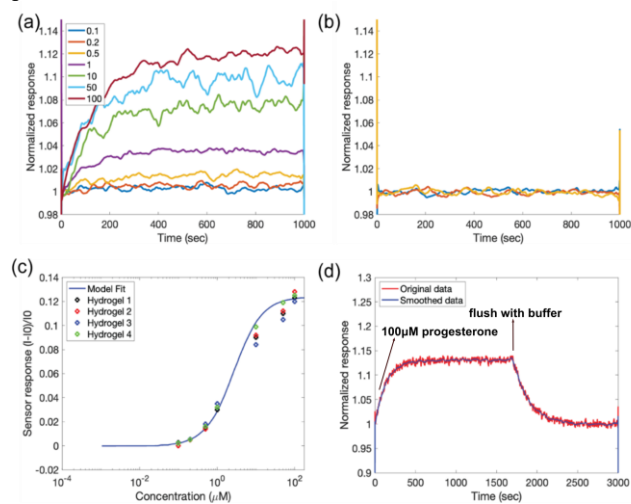 (a)
1.14
1.12
1.1
1.08
1.06
1.04
1.02
1
0.98
Normalized response
0.1
0.2
0.5
1
10
50
100
0 200 400 600 800 1000
Time (sec)
(b)
1.14
1.12
1.1
1.08
1.06
1.04
1.02
1
0.98
Normalized response
0 200 400 600 800 1000
Time (sec)
(c)
0.14
0.12
0.1
0.08
0.06
0.04
0.02
0
-0.02
Sensor response (I-I0)/I0
Model Fit
Hydrogel 1
Hydrogel 2
Hydrogel 3
Hydrogel 4
10-4 10-2 100 102
Concentration (μM)
(d)
1.3
1.25
1.2
1.15
1.1
1.05
1
0.95
0.9
Normalized response
Original data
Smoothed data
flush with buffer
100μM progesterone
0 500 1000 1500 2000 2500 3000
Time (sec)